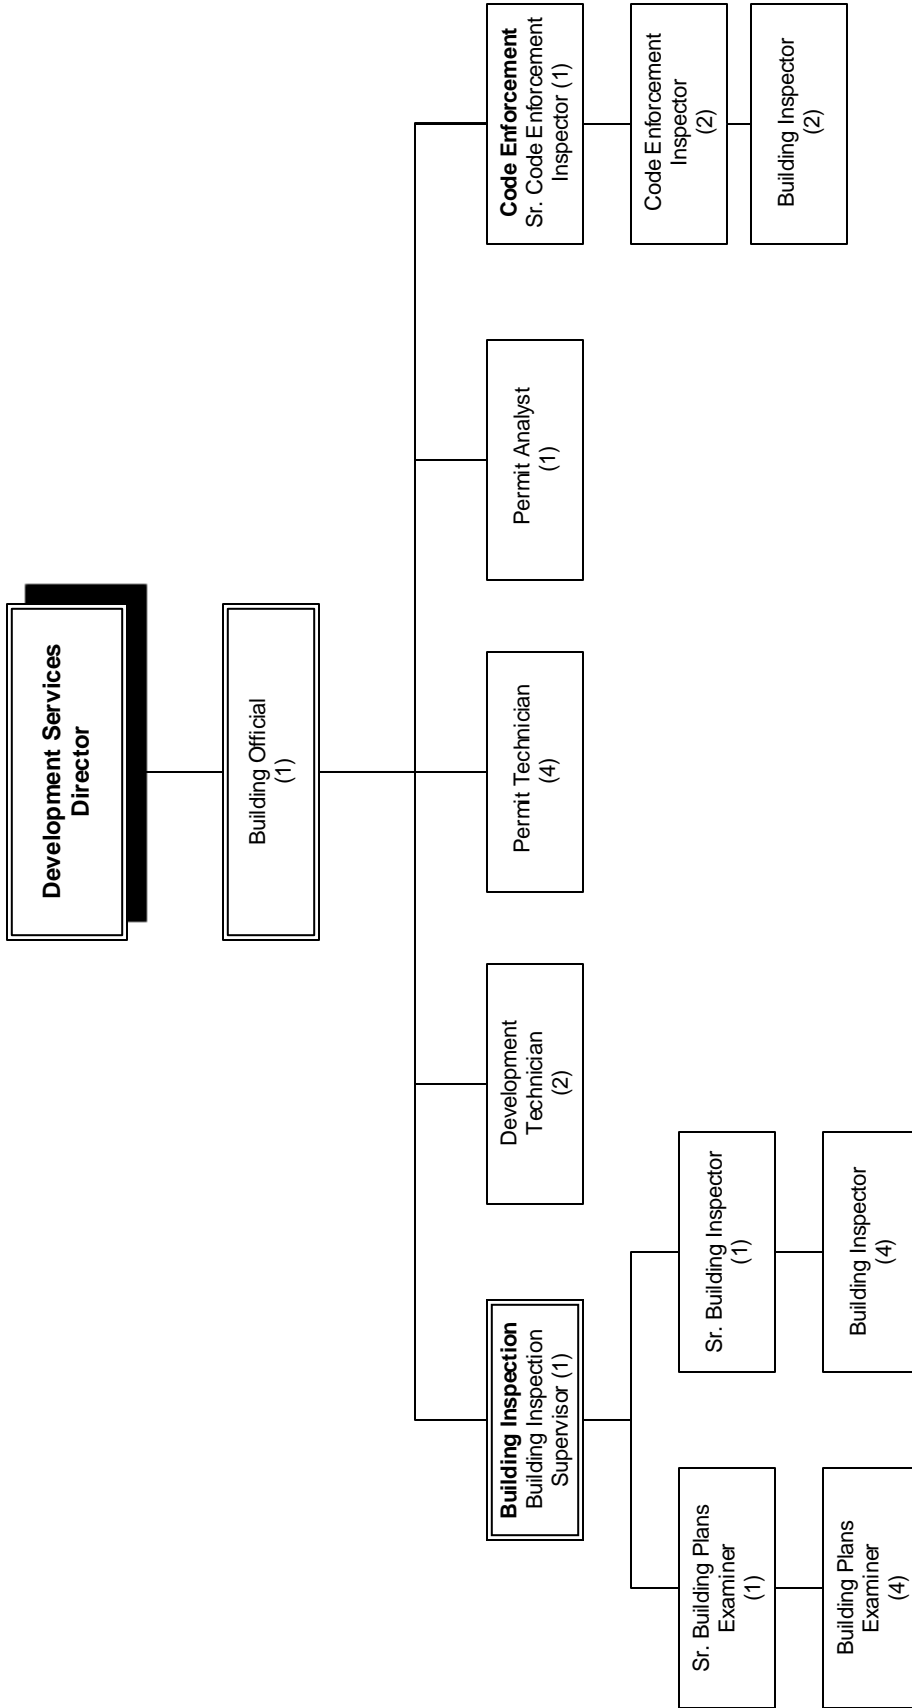 Development Services
Director
Building Official
(1)
Building Inspection
Building Inspection
Supervisor (1)
Development
Technician
(2)
Permit Technician
(4)
Permit Analyst
(1)
Code Enforcement
Sr. Code Enforcement
Inspector (1)
Sr. Building Plans
Examiner
(1)
Sr. Building Inspector
(1)
Code Enforcement
Inspector
(2)
Building Plans
Examiner
(4)
Building Inspector
(4)
Building Inspector
(2)